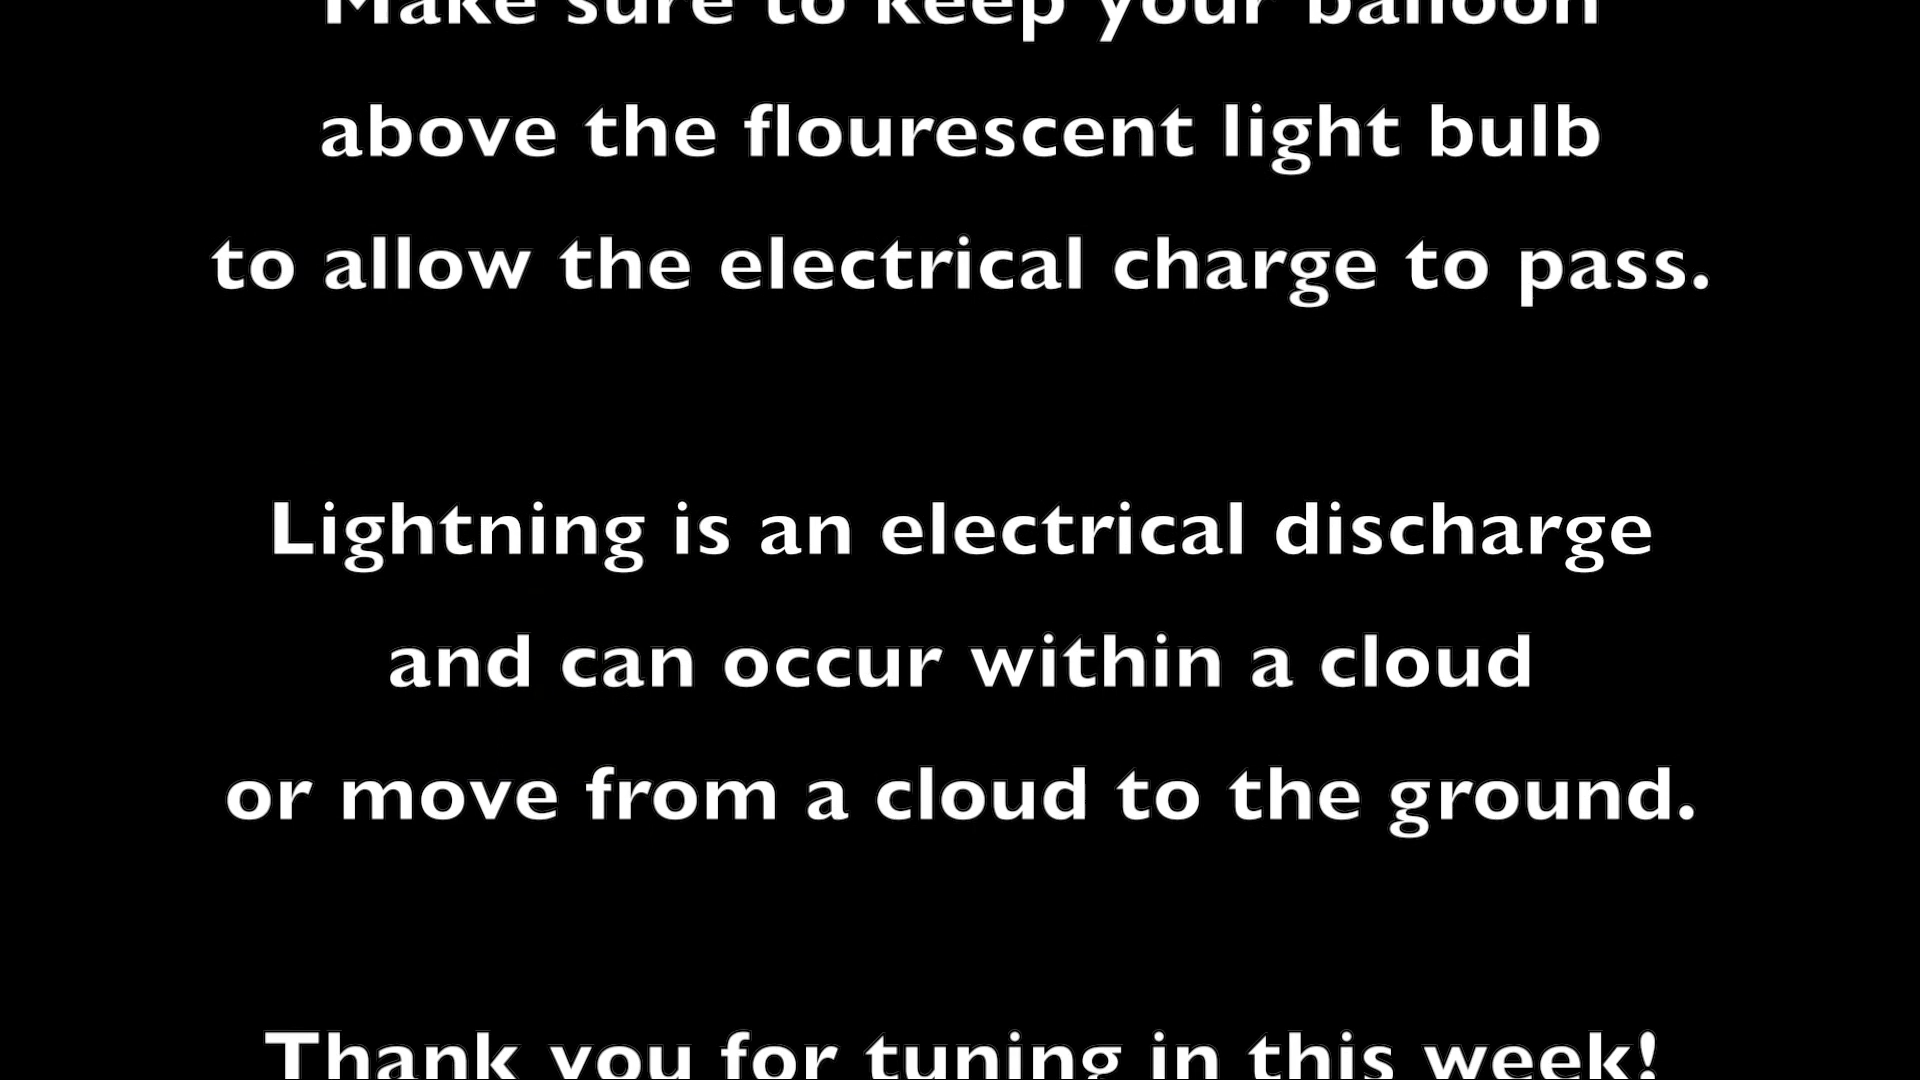 Make sure to keep your balloon
above the flourescent light bulb
to allow the electrical charge to pass.
Lightning is an electrical discharge
and can occur within a cloud
or move from a cloud to the ground.
Thank you for tuning in this week!